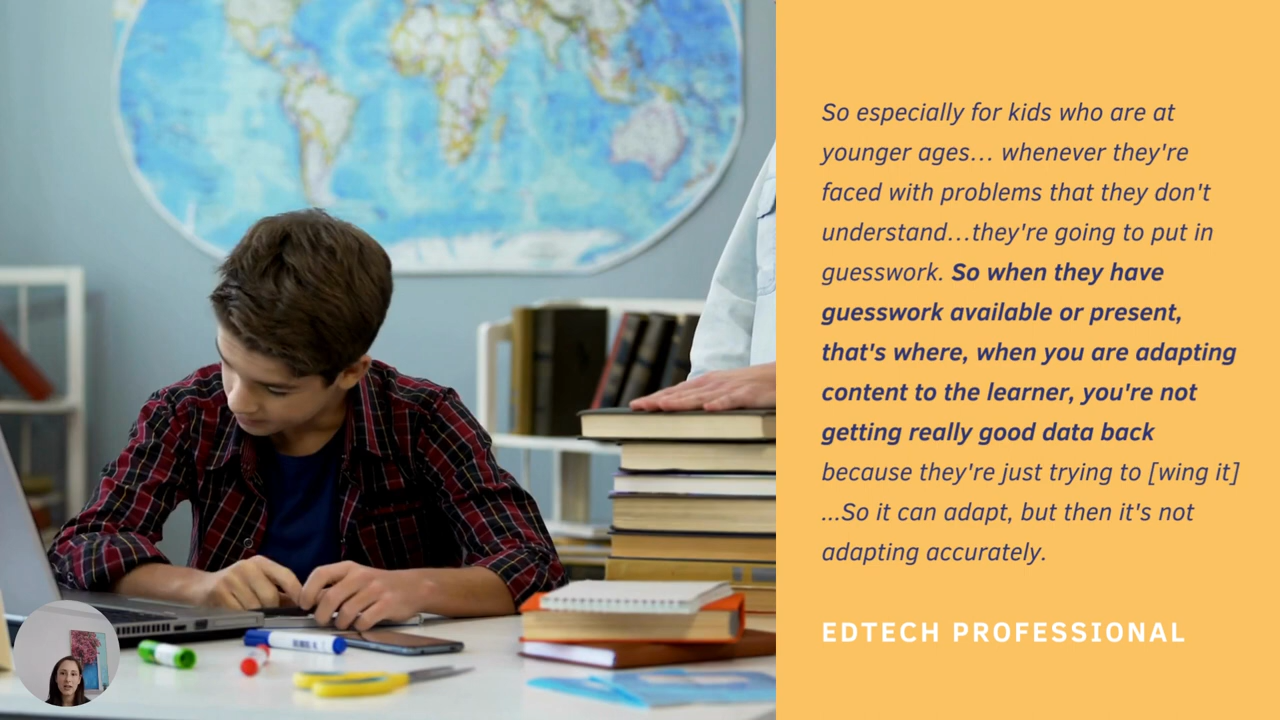 So especially for kids who are at
younger ages... whenever they're
faced with problems that they don't
understand...they're going to put in
guesswork. So when they have
guesswork available or present,
that's where, when you are adapting
content to the learner, you're not
getting really good data back
because they're just trying to [wing it]
...So it can adapt, but then it's not
adapting accurately.
EDTECH PROFESSIONAL